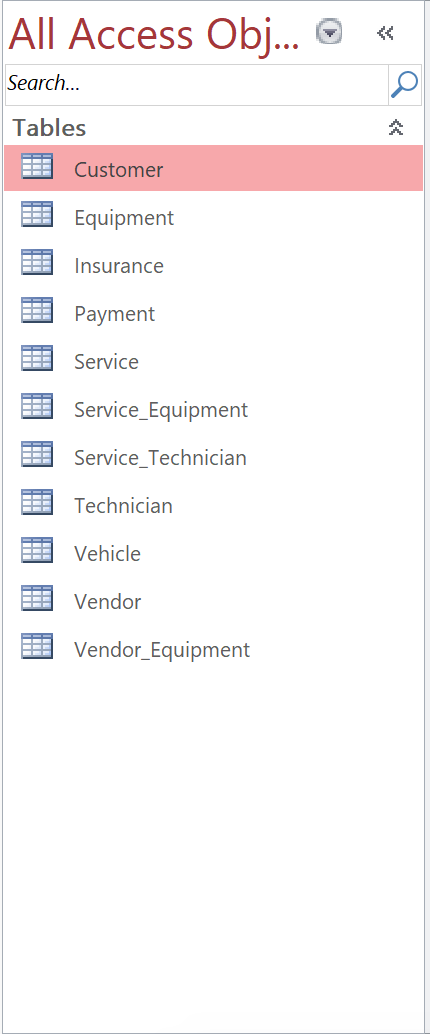 All Access Obj...
Search...
Tables
Customer
Equipment
Insurance
Payment
Service
Service_Equipment
Service_Technician
Technician
Vehicle
Vendor
Vendor_Equipment